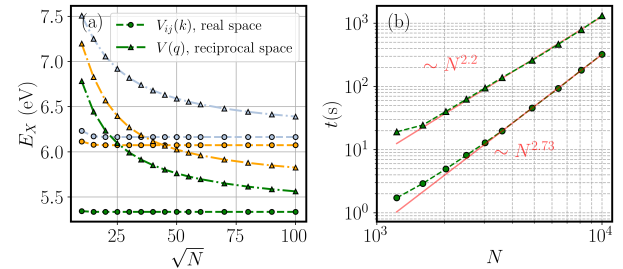 (a)
V_{ij}(k), real space
V(q), reciprocal space
7.5
7.0
6.5
6.0
5.5
E_X (eV)
25
50
75
100
√N
(b)
10^3
10^2
10^1
10^0
t(s)
~ N^{2.2}
~ N^{2.73}
10^3
10^4
N